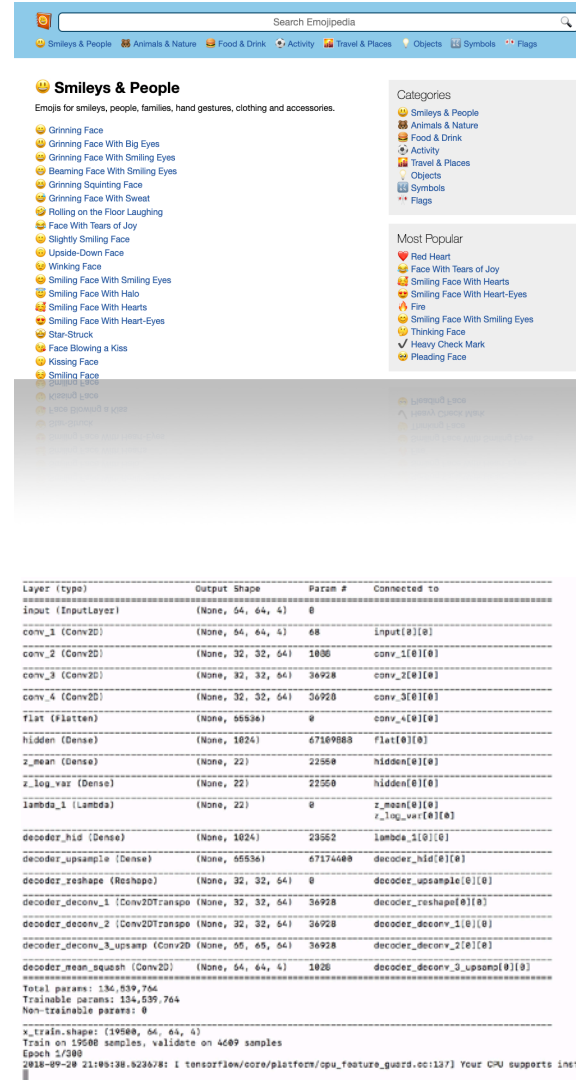 Search Emojipedia
Smileys & People Animals & Nature Food & Drink Activity Travel & Places Objects Symbols Flags
Smileys & People
Emojis for smileys, people, families, hand gestures, clothing and accessories.
Grinning Face
Grinning Face With Big Eyes
Grinning Face With Smiling Eyes
Beaming Face With Smiling Eyes
Grinning Squinting Face
Grinning Face With Sweat
Rolling on the Floor Laughing
Face With Tears of Joy
Slightly Smiling Face
Upside-Down Face
Winking Face
Smiling Face With Smiling Eyes
Smiling Face With Halo
Smiling Face With Hearts
Smiling Face With Heart-Eyes
Star-Struck
Face Blowing a Kiss
Kissing Face
Smiling Face
Categories
Smileys & People
Animals & Nature
Food & Drink
Activity
Travel & Places
Objects
Symbols
Flags
Most Popular
Red Heart
Face With Tears of Joy
Smiling Face With Hearts
Smiling Face With Heart-Eyes
Fire
Smiling Face With Smiling Eyes
Thinking Face
Heavy Check Mark
Pleading Face
Layer (type) Output Shape Param # Connected to
input (InputLayer) (None, 64, 64, 4) 0
conv_1 (Conv2D) (None, 64, 64, 4) 68 input[0][0]
conv_2 (Conv2D) (None, 32, 32, 64) 1088 conv_1[0][0]
conv_3 (Conv2D) (None, 32, 32, 64) 36928 conv_2[0][0]
conv_4 (Conv2D) (None, 32, 32, 64) 36928 conv_3[0][0]
flat (Flatten) (None, 65536) 0 conv_4[0][0]
hidden (Dense) (None, 1024) 67109888 flat[0][0]
z_mean (Dense) (None, 22) 22550 hidden[0][0]
z_log_var (Dense) (None, 22) 22550 hidden[0][0]
lambda_1 (Lambda) (None, 22) 0 z_mean[0][0]
z_log_var[0][0]
decoder_hid (Dense) (None, 1024) 23552 lambda_1[0][0]
decoder_upsample (Dense) (None, 65536) 67174400 decoder_hid[0][0]
decoder_reshape (Reshape) (None, 32, 32, 64) 0 decoder_upsample[0][0]
decoder_deconv_1 (Conv2DTranspo (None, 32, 32, 64) 36928 decoder_reshape[0][0]
decoder_deconv_2 (Conv2DTranspo (None, 32, 32, 64) 36928 decoder_deconv_1[0][0]
decoder_deconv_3_upsamp (Conv2D (None, 65, 65, 64) 36928 decoder_deconv_2[0][0]
decoder_mean_squash (Conv2D) (None, 64, 64, 4) 1028 decoder_deconv_3_upsamp[0][0]
Total params: 134,539,764
Trainable params: 134,539,764
Non-trainable params: 0
x_train.shape: (19500, 64, 64, 4)
Train on 19500 samples, validate on 4609 samples
Epoch 1/300
2018-09-20 21:05:38.523678: I tensorflow/core/platform/cpu_feature_guard.cc:137] Your CPU supports inst